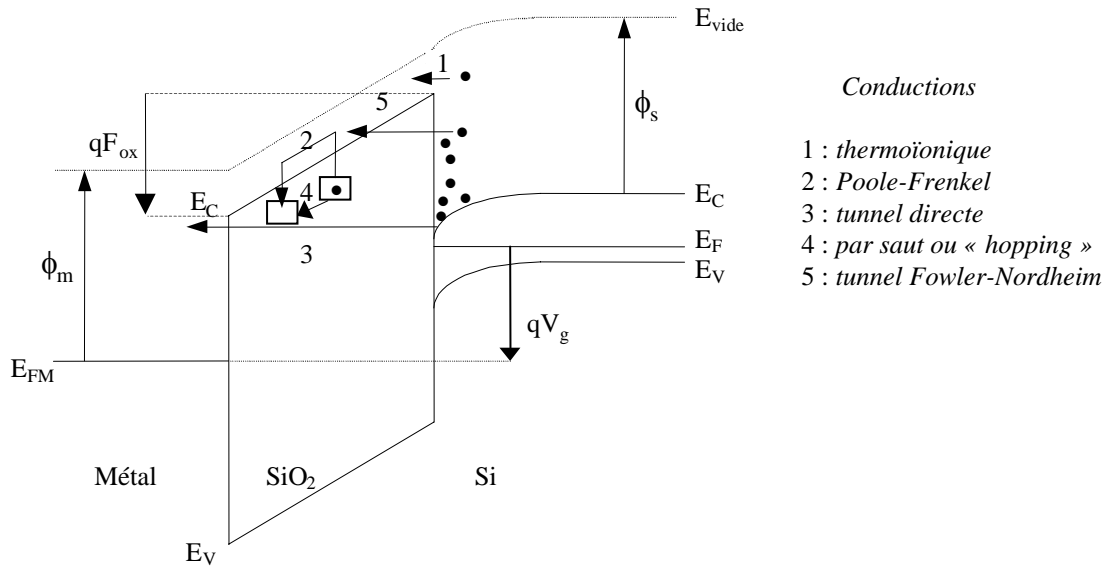 E_vide
1
Conductions
5
ϕ_s
qF_ox
2
1 : thermoïonique
2 : Poole-Frenkel
4
E_C
E_C
3 : tunnel directe
3
E_F
4 : par saut ou « hopping »
ϕ_m
E_V
5 : tunnel Fowler-Nordheim
qV_g
E_FM
Métal
SiO₂
Si
E_V